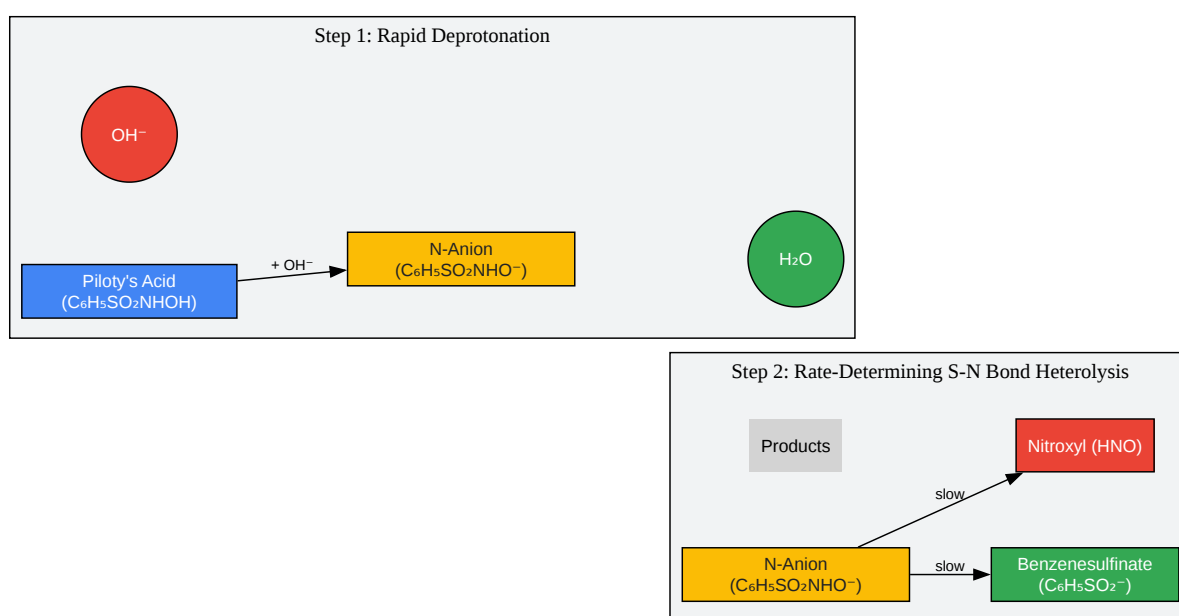 Step 1: Rapid Deprotonation
OH⁻
N-Anion
(C₆H₅SO₂NHO⁻)
+ OH⁻
Piloty's Acid
(C₆H₅SO₂NHOH)
H₂O
Step 2: Rate-Determining S-N Bond Heterolysis
Products
Nitroxyl (HNO)
slow
N-Anion
(C₆H₅SO₂NHO⁻)
slow
Benzenesulfinate
(C₆H₅SO₂⁻)